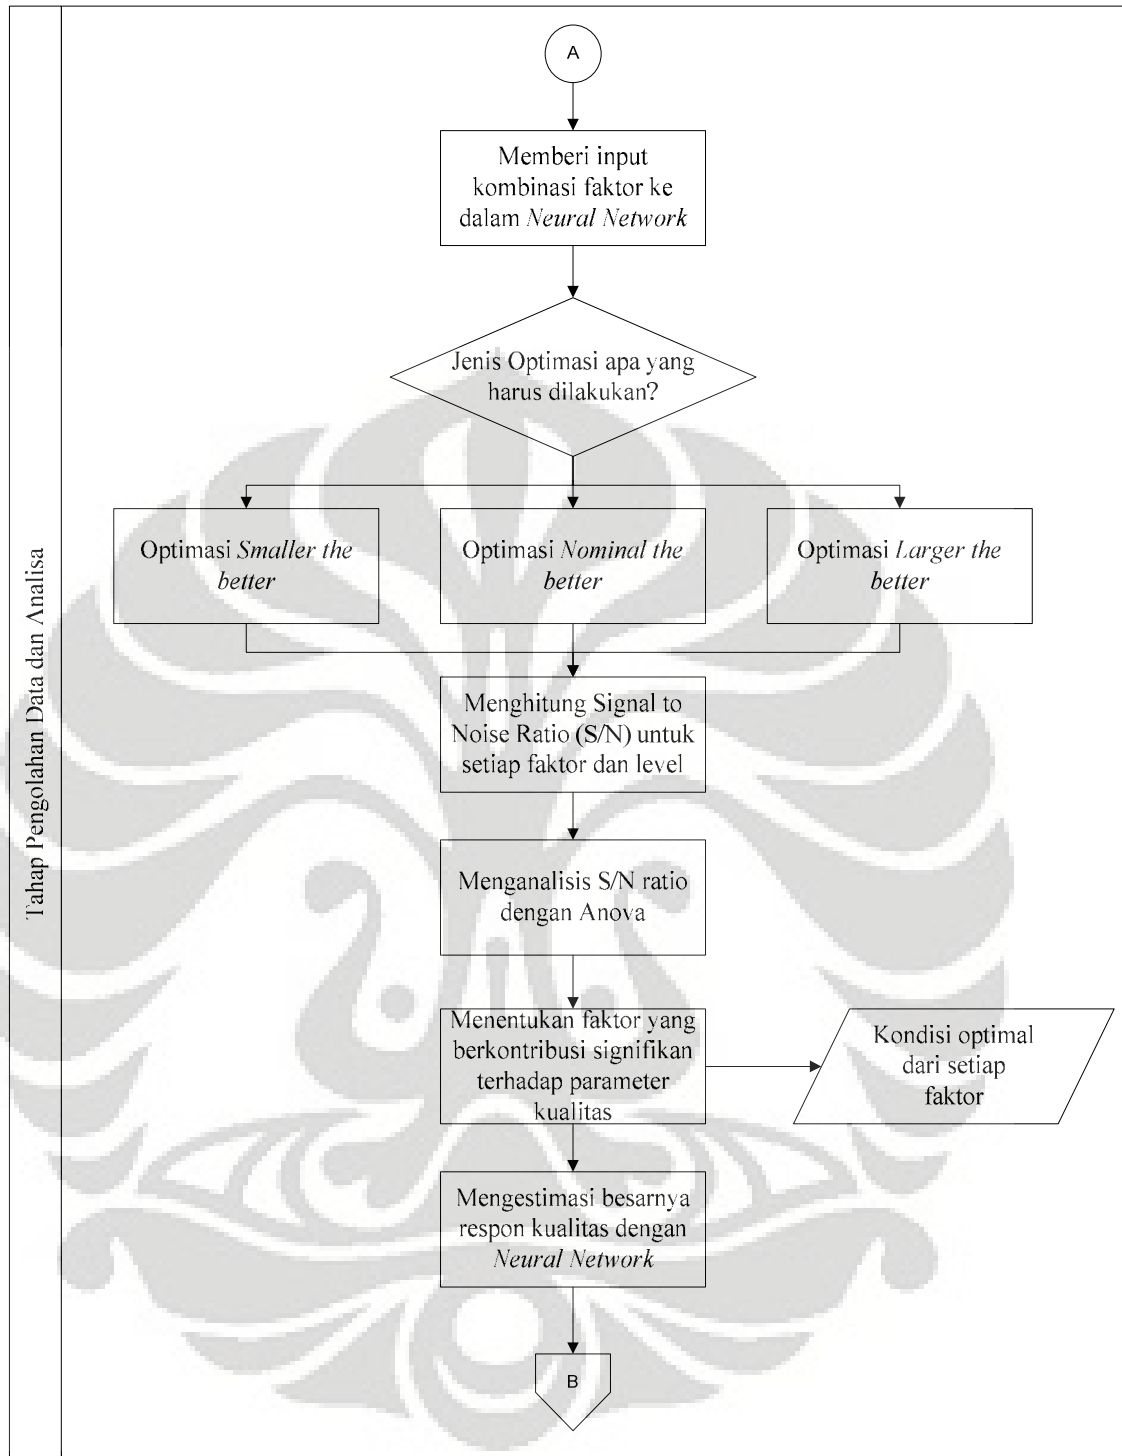 A
Memberi input
kombinasi faktor ke
dalam Neural Network
Jenis Optimasi apa yang
harus dilakukan?
Optimasi Smaller the
better
Optimasi Nominal the
better
Optimasi Larger the
better
Menghitung Signal to
Noise Ratio (S/N) untuk
setiap faktor dan level
Tahap Pengolahan Data dan Analisa
Menganalisis S/N ratio
dengan Anova
Menentukan faktor yang
berkontribusi signifikan
terhadap parameter
kualitas
Kondisi optimal
dari setiap
faktor
Mengestimasi besarnya
respon kualitas dengan
Neural Network
B